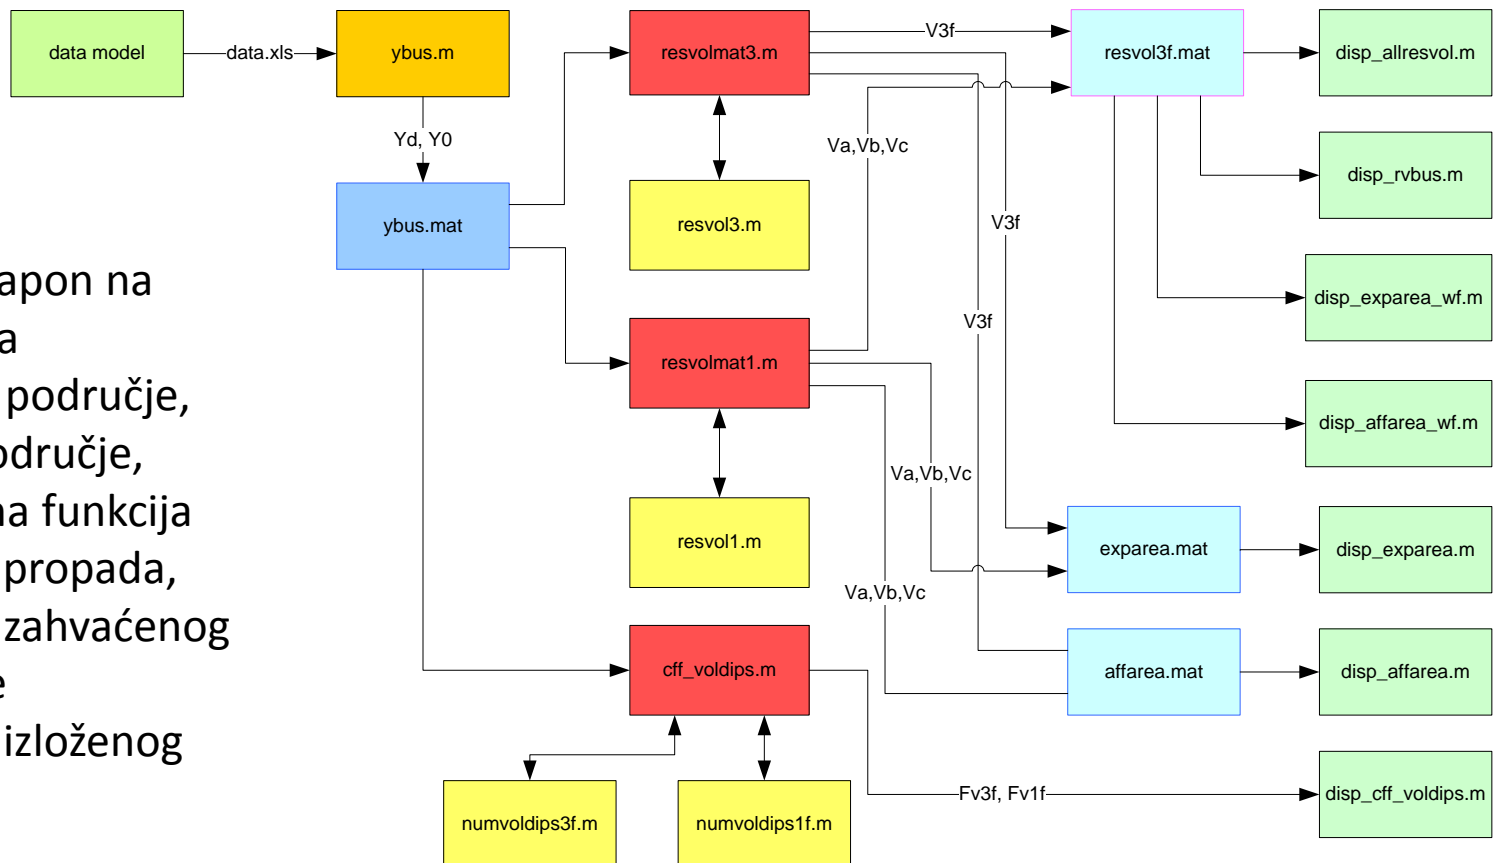 data model
data.xls
ybus.m
Yd, Y0
ybus.mat
resvolmat3.m
resvol3.m
resvolmat1.m
resvol1.m
cff_voldips.m
numvoldips3f.m
numvoldips1f.m
V3f
Va,Vb,Vc
V3f
V3f
Va,Vb,Vc
Va,Vb,Vc
Fv3f, Fv1f
resvol3f.mat
exparea.mat
affarea.mat
disp_allresvol.m
disp_rvbus.m
disp_exparea_wf.m
disp_affarea_wf.m
disp_exparea.m
disp_affarea.m
disp_cff_voldips.m
apon na
a
područje,
odručje,
na funkcija
propada,
zahvaćenog
e
izloženog